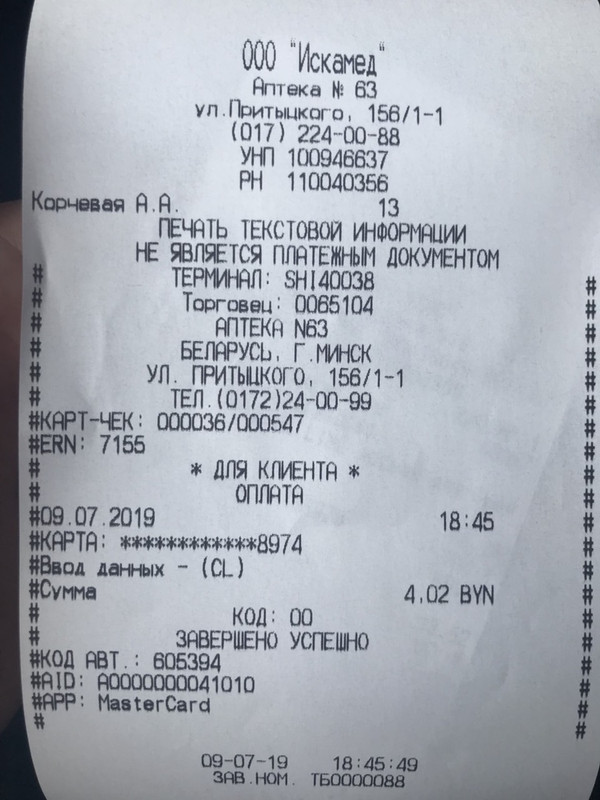 ООО "Искамед"
Аптека № 63
ул.Притыцкого, 156/1-1
(017) 224-00-88
УНП 100946637
РН 110040356
Корчевая А.А. 13
ПЕЧАТЬ ТЕКСТОВОЙ ИНФОРМАЦИИ
НЕ ЯВЛЯЕТСЯ ПЛАТЕЖНЫМ ДОКУМЕНТОМ
# ТЕРМИНАЛ: SHI40038 #
# Торговец: 0065104 #
# АПТЕКА N63 #
# БЕЛАРУСЬ, Г.МИНСК #
# УЛ. ПРИТЫЦКОГО, 156/1-1 #
# ТЕЛ.(0172)24-00-99 #
#КАРТ-ЧЕК: 000036/000547 #
#ERN: 7155 #
# * ДЛЯ КЛИЕНТА * #
# ОПЛАТА #
#09.07.2019 18:45 #
#КАРТА: ************8974 #
#Ввод данных - (CL) #
#Сумма 4.02 BYN #
# КОД: 00 #
# ЗАВЕРШЕНО УСПЕШНО #
#КОД АВТ.: 605394 #
#AID: A0000000041010 #
#APP: MasterCard #
# #
09-07-19 18:45:49
ЗАВ.НОМ. ТБ0000088